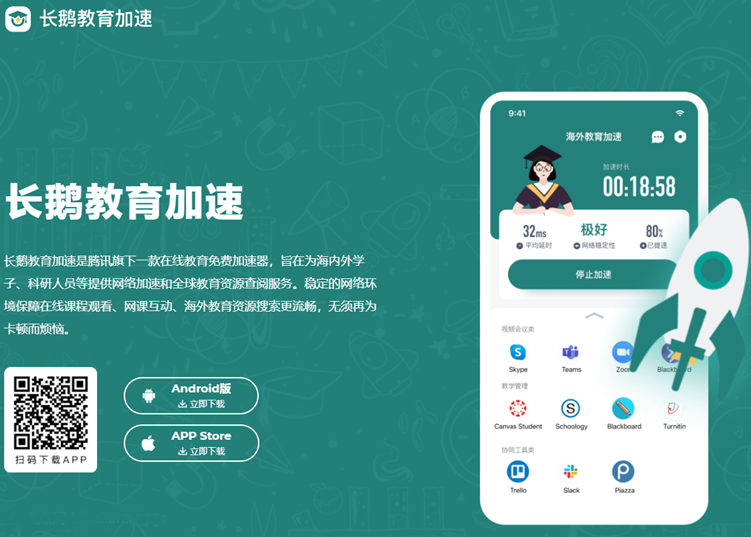 长鹅教育加速
长鹅教育加速
长鹅教育加速是腾讯旗下一款在线教育免费加速器，旨在为海内外学
子、科研人员等提供网络加速和全球教育资源查阅服务。稳定的网络环
境保障在线课程观看、网课互动、海外教育资源搜索更流畅，无须再为
卡顿而烦恼。
扫码下载APP
Android版
立即下载
APP Store
立即下载
9:41
海外教育加速
加速时长
00:18:58
32ms 极好 80%
平均延时 网络稳定性 已提速
停止加速
视频会议类
Skype Teams Zoom Blackboard
教学管理
Canvas Student Schoology Blackboard Turnitin
协同工具类
Trello Slack Piazza